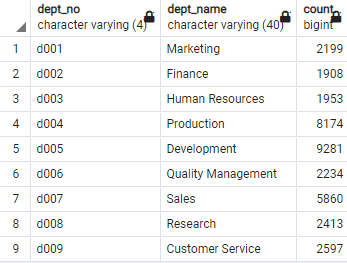 dept_no dept_name count
character varying (4) character varying (40) bigint
1 d001 Marketing 2199
2 d002 Finance 1908
3 d003 Human Resources 1953
4 d004 Production 8174
5 d005 Development 9281
6 d006 Quality Management 2234
7 d007 Sales 5860
8 d008 Research 2413
9 d009 Customer Service 2597